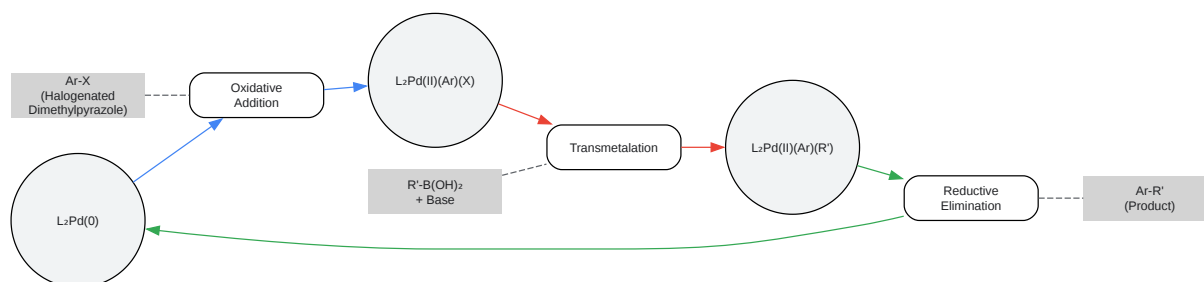 Ar-X
(Halogenated
Dimethylpyrazole)
Oxidative
Addition
L₂Pd(II)(Ar)(X)
Transmetalation
L₂Pd(II)(Ar)(R')
R'-B(OH)₂
+ Base
Reductive
Elimination
Ar-R'
(Product)
L₂Pd(0)